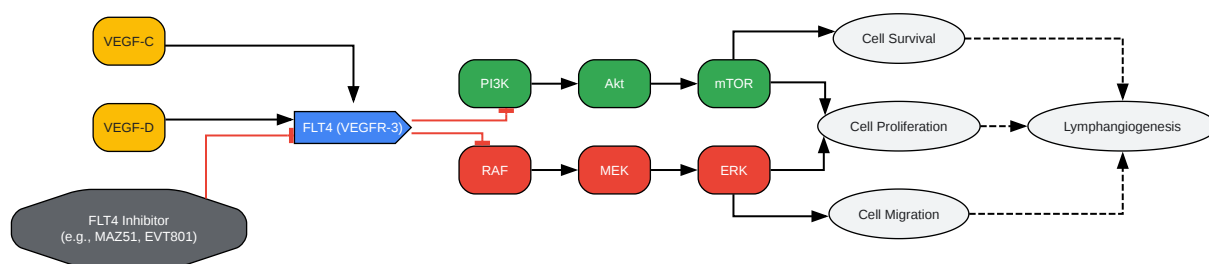 VEGF-C
VEGF-D
FLT4 Inhibitor
(e.g., MAZ51, EVT801)
FLT4 (VEGFR-3)
PI3K
Akt
mTOR
RAF
MEK
ERK
Cell Survival
Cell Proliferation
Cell Migration
Lymphangiogenesis